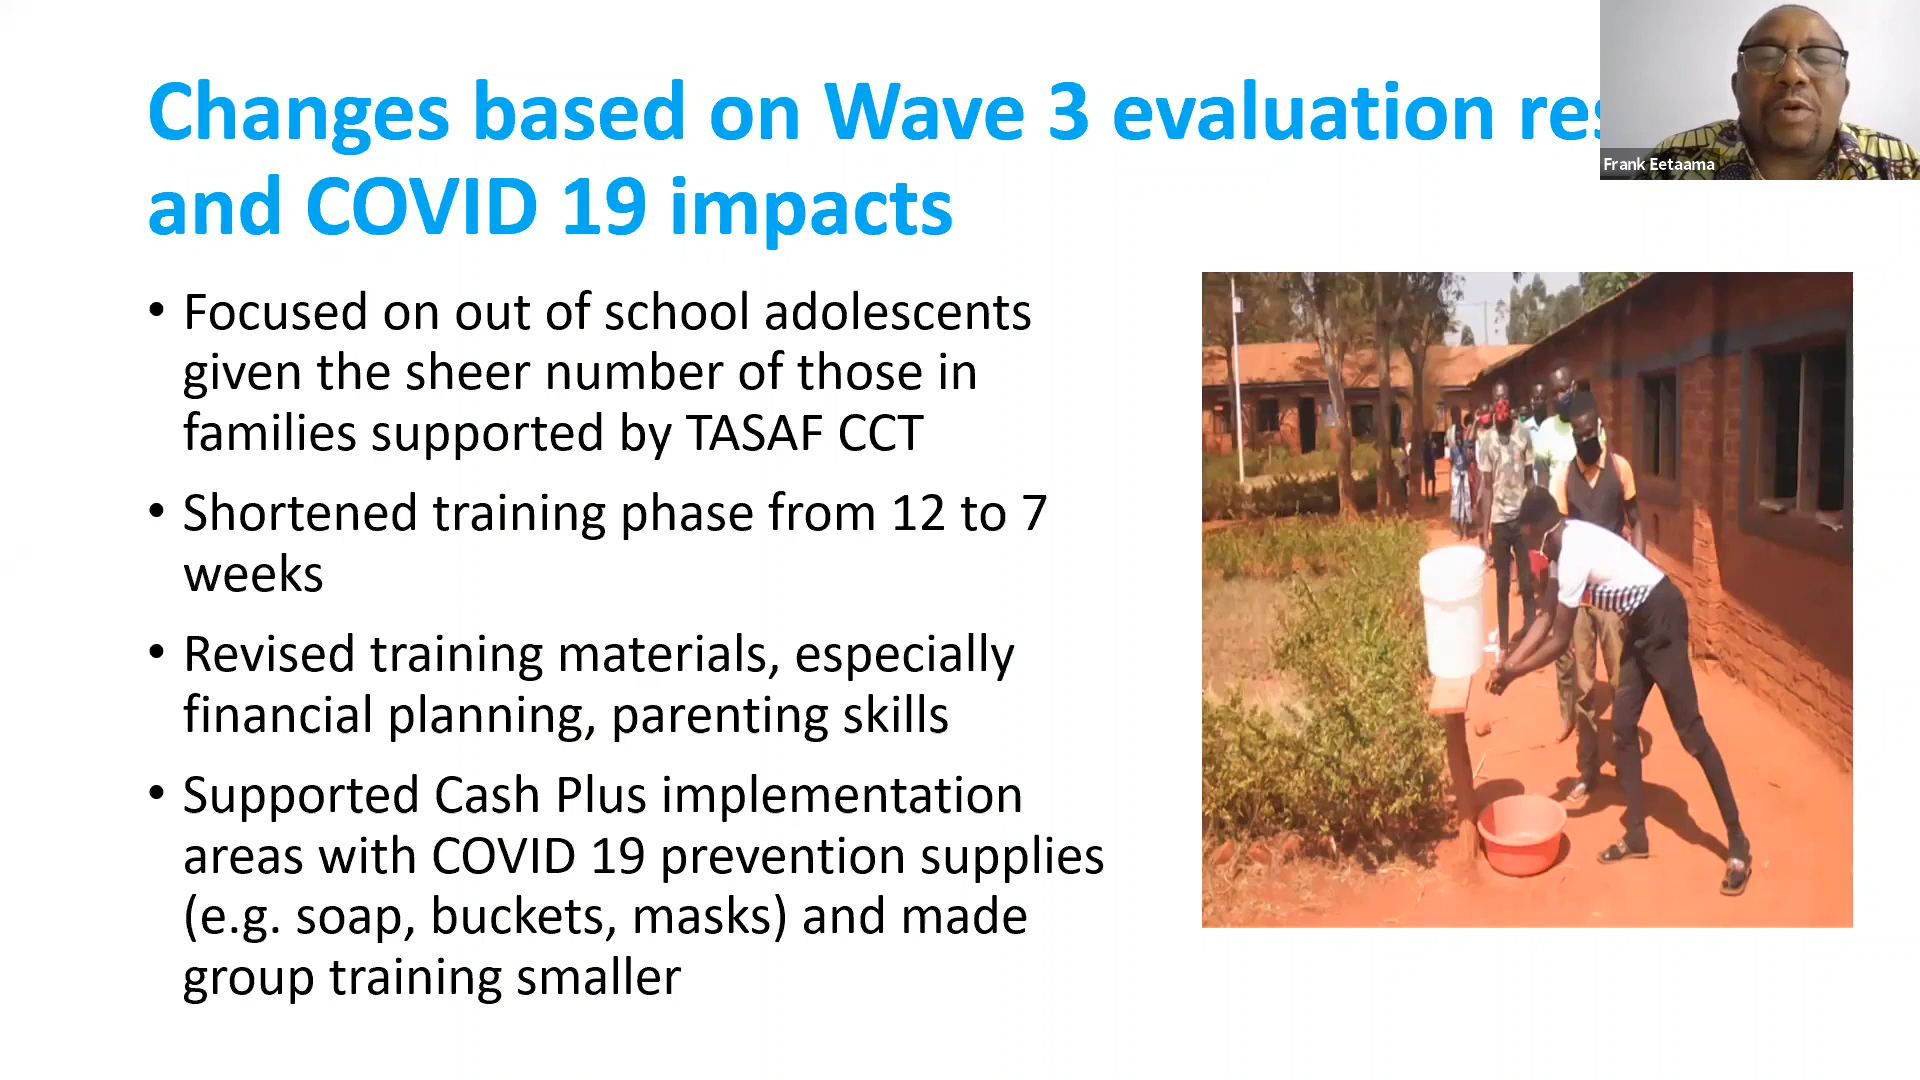 Changes based on Wave 3 evaluation
and COVID 19 impacts
Frank Eetaama
• Focused on out of school adolescents
given the sheer number of those in
families supported by TASAF CCT
• Shortened training phase from 12 to 7
weeks
• Revised training materials, especially
financial planning, parenting skills
• Supported Cash Plus implementation
areas with COVID 19 prevention supplies
(e.g. soap, buckets, masks) and made
group training smaller